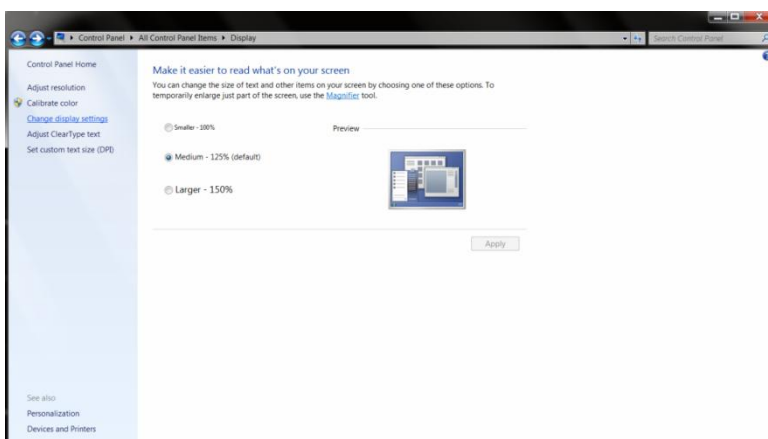 Control Panel ▸ All Control Panel Items ▸ Display
Search Control Panel
Control Panel Home
Adjust resolution
Calibrate color
Change display settings
Adjust ClearType text
Set custom text size (DPI)
Make it easier to read what's on your screen
You can change the size of text and other items on your screen by choosing one of these options. To
temporarily enlarge just part of the screen, use the Magnifier tool.
Smaller - 100%
Preview
Medium - 125% (default)
Larger - 150%
Apply
See also
Personalization
Devices and Printers